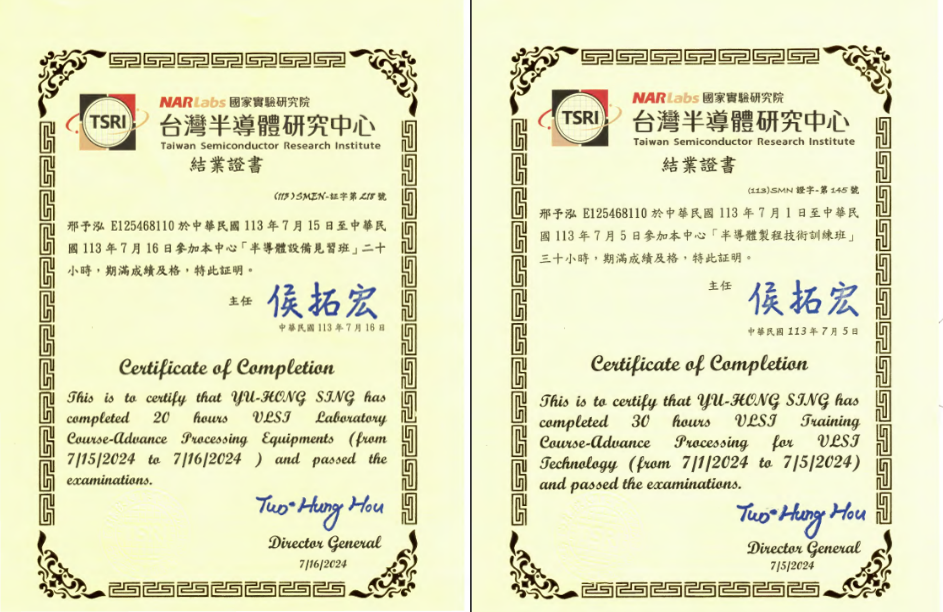 TSRI
NARLabs 國家實驗研究院
台灣半導體研究中心
Taiwan Semiconductor Research Institute
結業證書
(113)SMEN-証字第218號
邢予泓 E125468110 於中華民國 113 年 7 月 15 日至中華民
國 113 年 7 月 16 日參加本中心「半導體設備見習班」二十
小時，期滿成績及格，特此証明。
主任 侯拓宏
中華民國 113 年 7 月 16 日
Certificate of Completion
This is to certify that YU-HONG SING has
completed 20 hours VLSI Laboratory
Course-Advance Processing Equipments (from
7/15/2024 to 7/16/2024 ) and passed the
examinations.
Tuo-Hung Hou
Director General
7/16/2024
TSRI
NARLabs 國家實驗研究院
台灣半導體研究中心
Taiwan Semiconductor Research Institute
結業證書
(113)SMN 證字-第 145 號
邢予泓 E125468110 於中華民國 113 年 7 月 1 日至中華民
國 113 年 7 月 5 日參加本中心「半導體製程技術訓練班」
三十小時，期滿成績及格，特此証明。
主任 侯拓宏
中華民國 113 年 7 月 5 日
Certificate of Completion
This is to certify that YU-HONG SING has
completed 30 hours VLSI Training
Course-Advance Processing for VLSI
Technology (from 7/1/2024 to 7/5/2024)
and passed the examinations.
Tuo-Hung Hou
Director General
7/5/2024